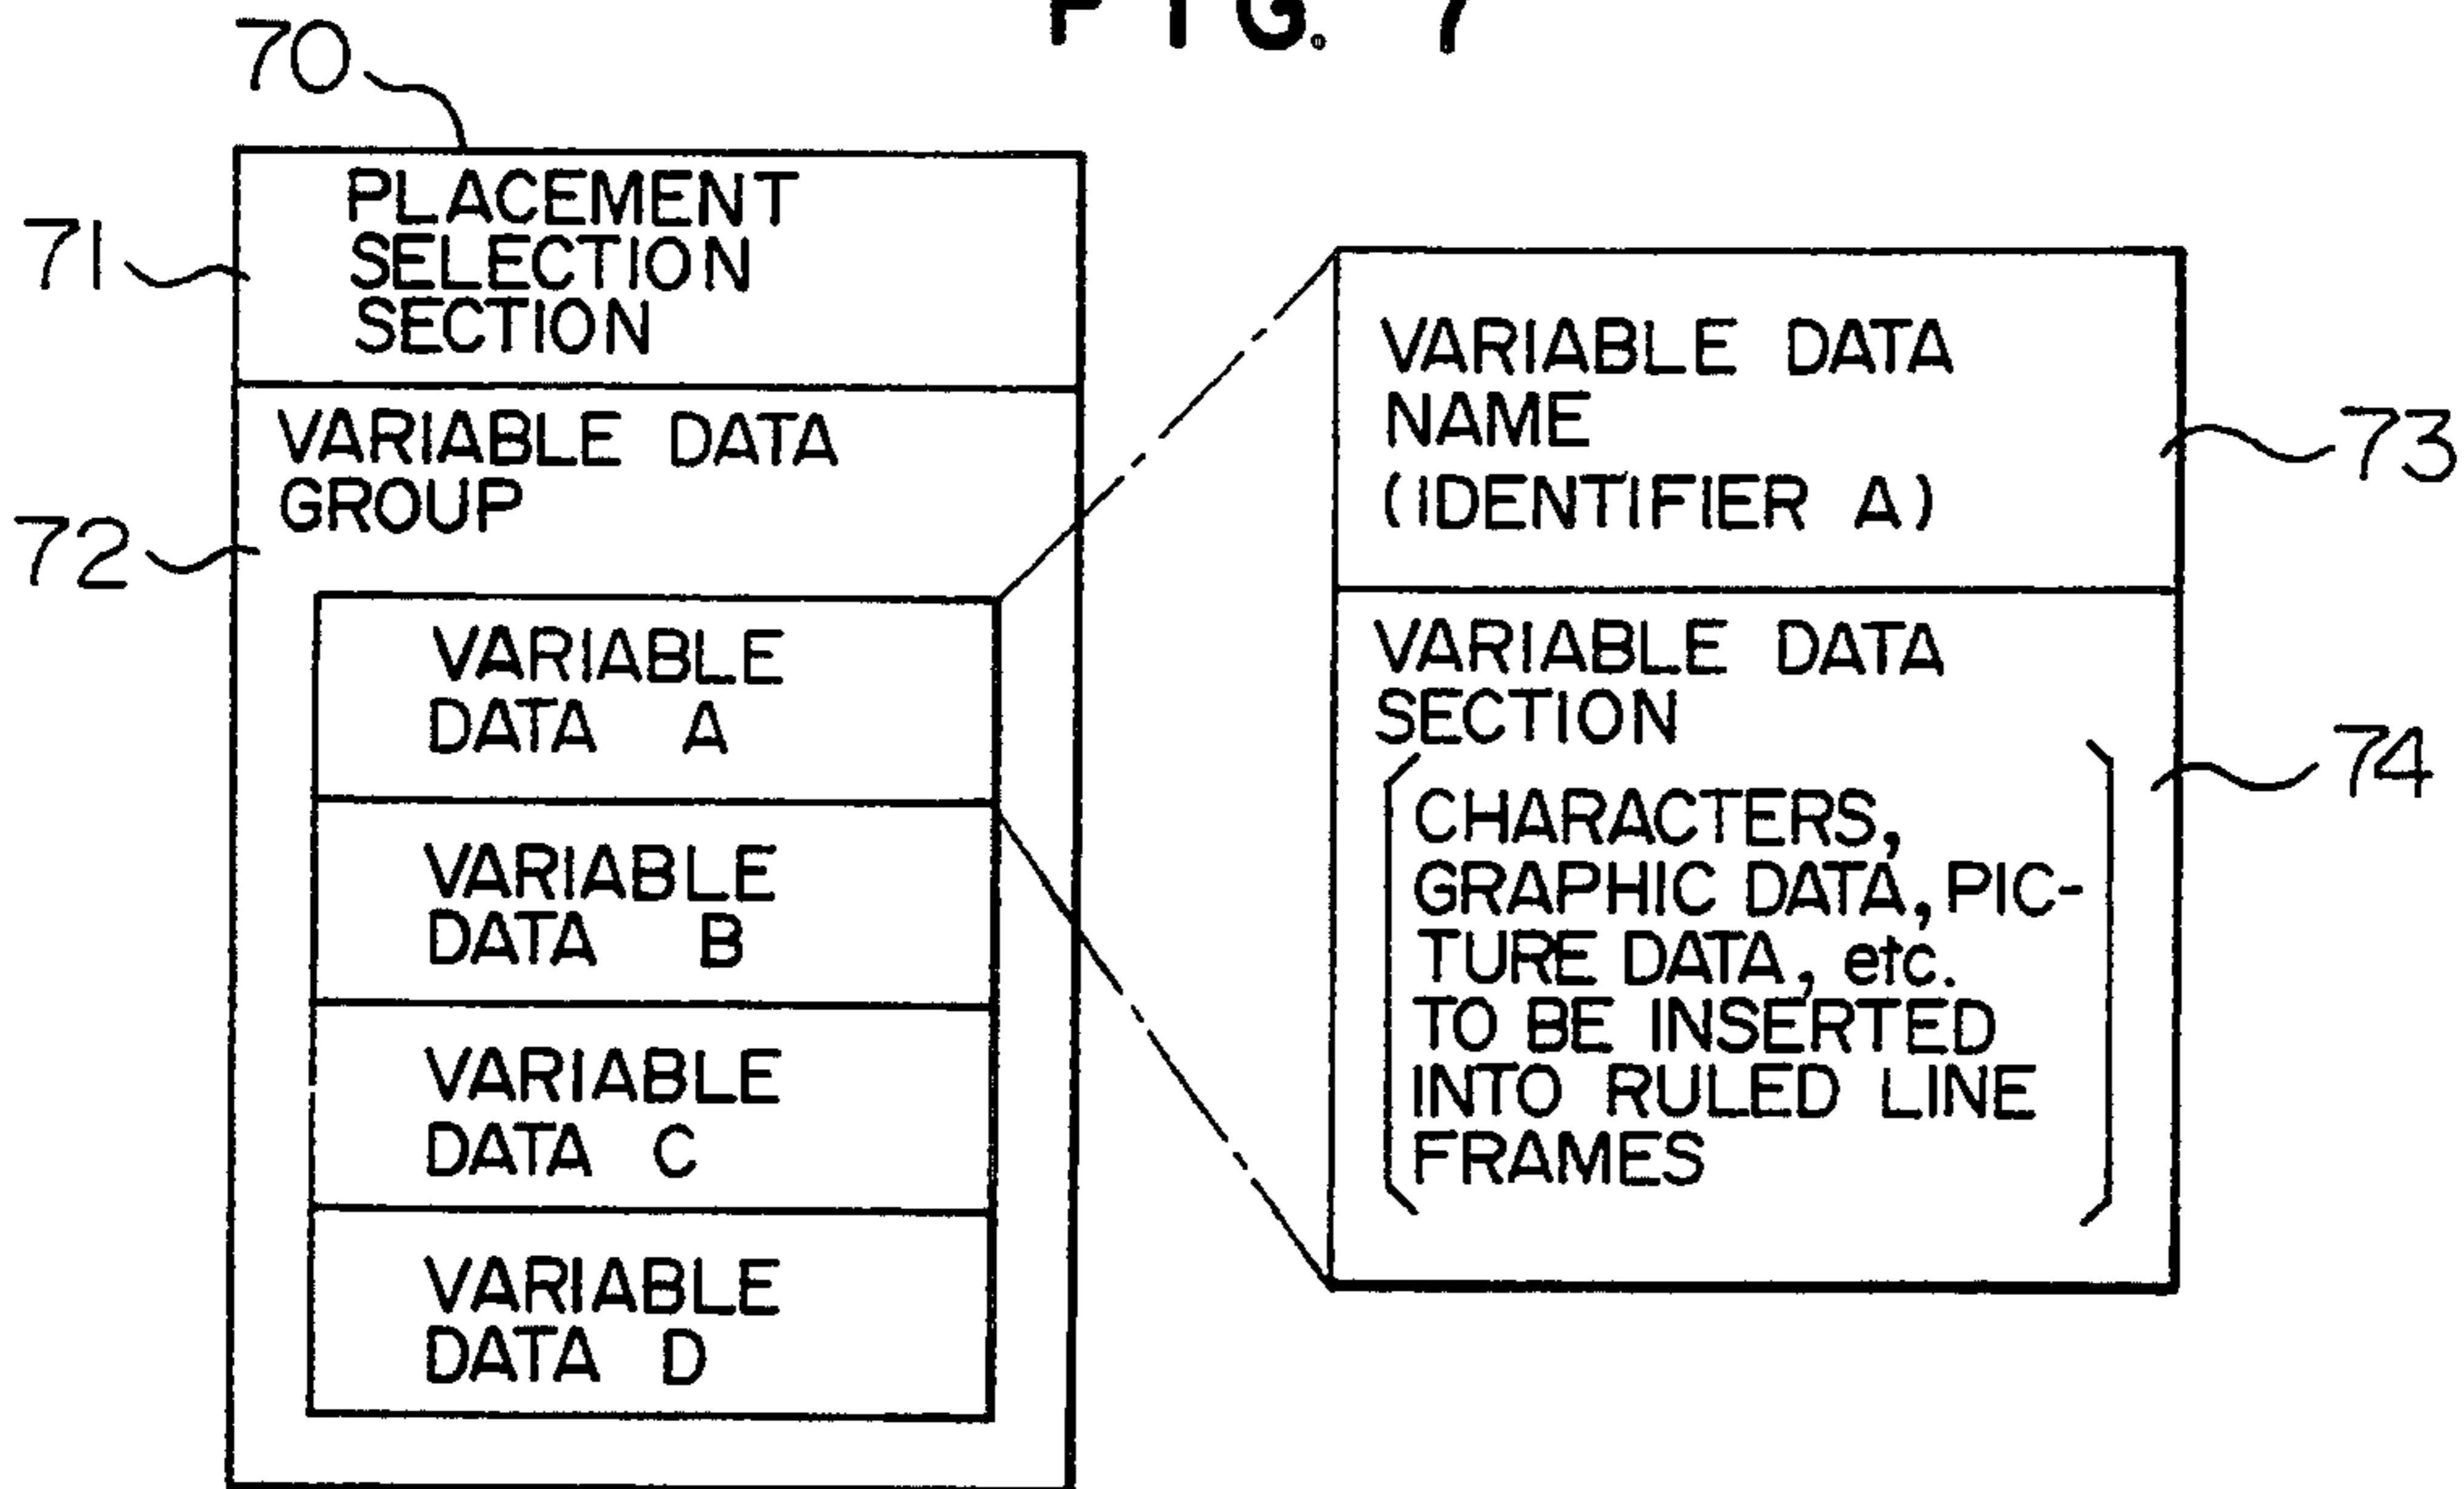 FIG. 7
70
71
PLACEMENT
SELECTION
SECTION
72
VARIABLE DATA
GROUP
VARIABLE
DATA A
VARIABLE
DATA B
VARIABLE
DATA C
VARIABLE
DATA D
VARIABLE DATA
NAME
(IDENTIFIER A)
73
VARIABLE DATA
SECTION
74
CHARACTERS,
GRAPHIC DATA, PIC-
TURE DATA, etc.
TO BE INSERTED
INTO RULED LINE
FRAMES